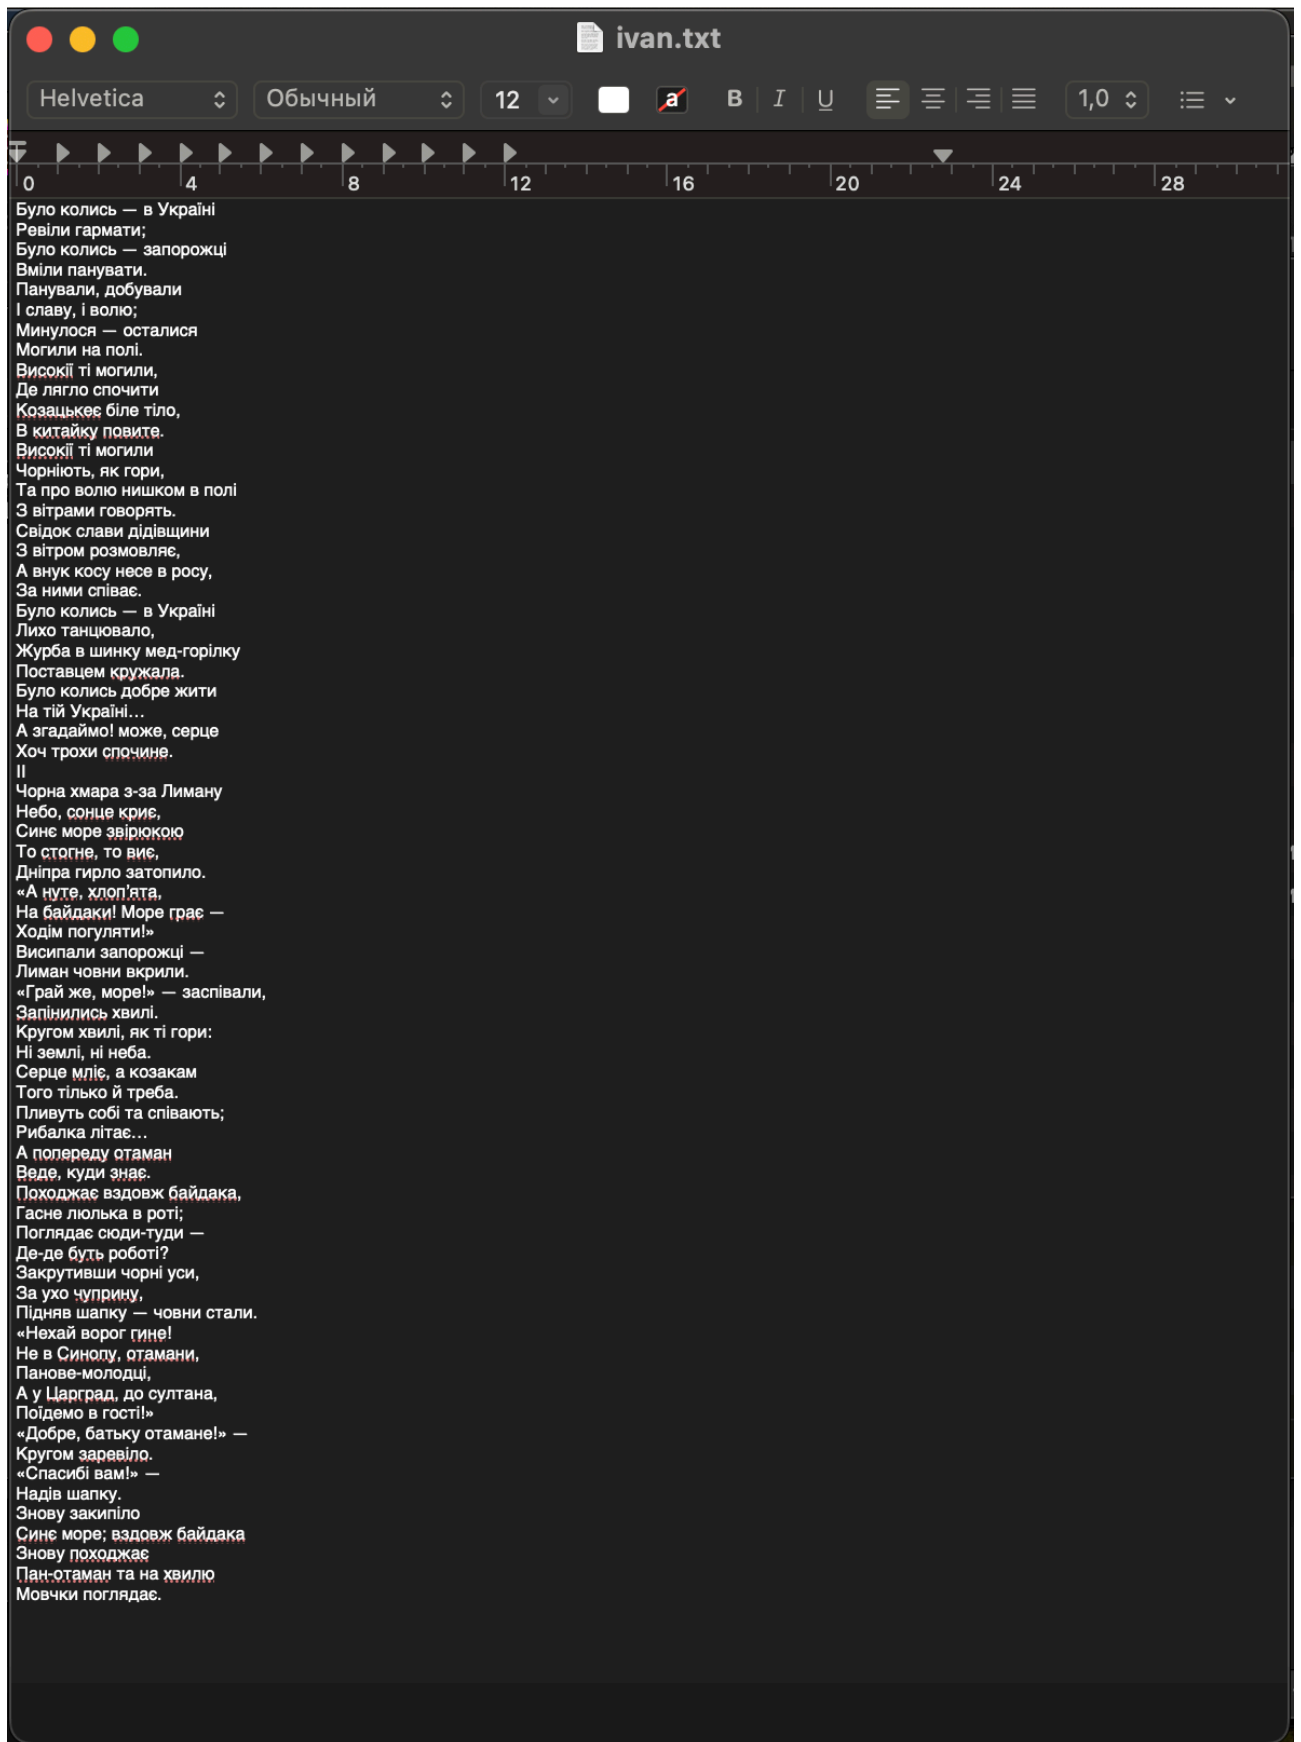 ivan.txt
Helvetica Обычный 12 a B I U 1,0
0 4 8 12 16 20 24 28
Було колись — в Україні
Ревіли гармати;
Було колись — запорожці
Вміли панувати.
Панували, добували
І славу, і волю;
Минулося — осталися
Могили на полі.
Високії ті могили,
Де лягло спочити
Козацькеє біле тіло,
В китайку повите.
Високії ті могили
Чорніють, як гори,
Та про волю нишком в полі
З вітрами говорять.
Свідок слави дідівщини
З вітром розмовляє,
А внук косу несе в росу,
За ними співає.
Було колись — в Україні
Лихо танцювало,
Журба в шинку мед-горілку
Поставцем кружала.
Було колись добре жити
На тій Україні…
А згадаймо! може, серце
Хоч трохи спочине.
II
Чорна хмара з-за Лиману
Небо, сонце криє,
Синє море звірюкою
То стогне, то виє,
Дніпра гирло затопило.
«А нуте, хлоп'ята,
На байдаки! Море грає —
Ходім погуляти!»
Висипали запорожці —
Лиман човни вкрили.
«Грай же, море!» — заспівали,
Запінились хвилі.
Кругом хвилі, як ті гори:
Ні землі, ні неба.
Серце мліє, а козакам
Того тілько й треба.
Пливуть собі та співають;
Рибалка літає…
А попереду отаман
Веде, куди знає.
Походжає вздовж байдака,
Гасне люлька в роті;
Поглядає сюди-туди —
Де-де буть роботі?
Закрутивши чорні уси,
За ухо чуприну,
Підняв шапку — човни стали.
«Нехай ворог гине!
Не в Синопу, отамани,
Панове-молодці,
А у Царград, до султана,
Поїдемо в гості!»
«Добре, батьку отамане!» —
Кругом заревіло.
«Спасибі вам!» —
Надів шапку.
Знову закипіло
Синє море; вздовж байдака
Знову походжає
Пан-отаман та на хвилю
Мовчки поглядає.